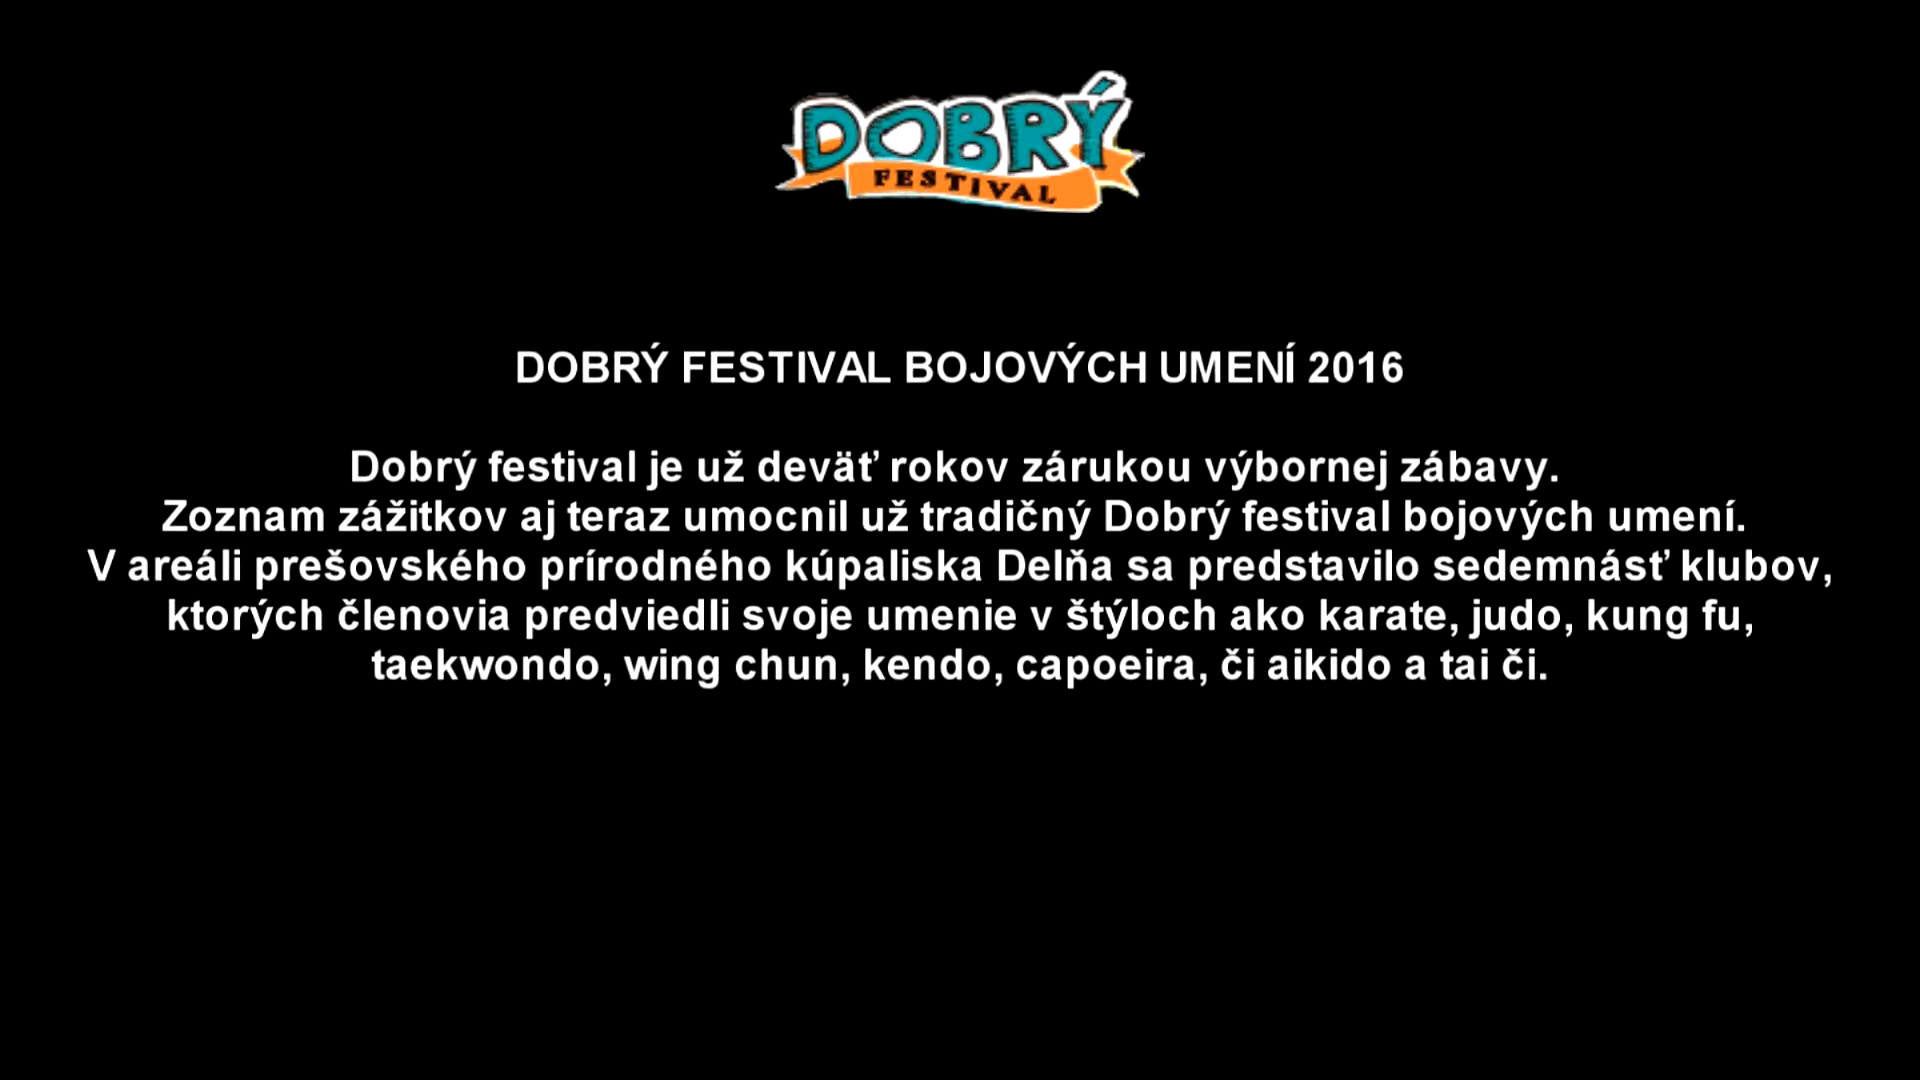 DOBRÝ
FESTIVAL
DOBRÝ FESTIVAL BOJOVÝCH UMENÍ 2016
Dobrý festival je už deväť rokov zárukou výbornej zábavy.
Zoznam zážitkov aj teraz umocnil už tradičný Dobrý festival bojových umení.
V areáli prešovského prírodného kúpaliska Delňa sa predstavilo sedemnásť klubov,
ktorých členovia predviedli svoje umenie v štýloch ako karate, judo, kung fu,
taekwondo, wing chun, kendo, capoeira, či aikido a tai či.